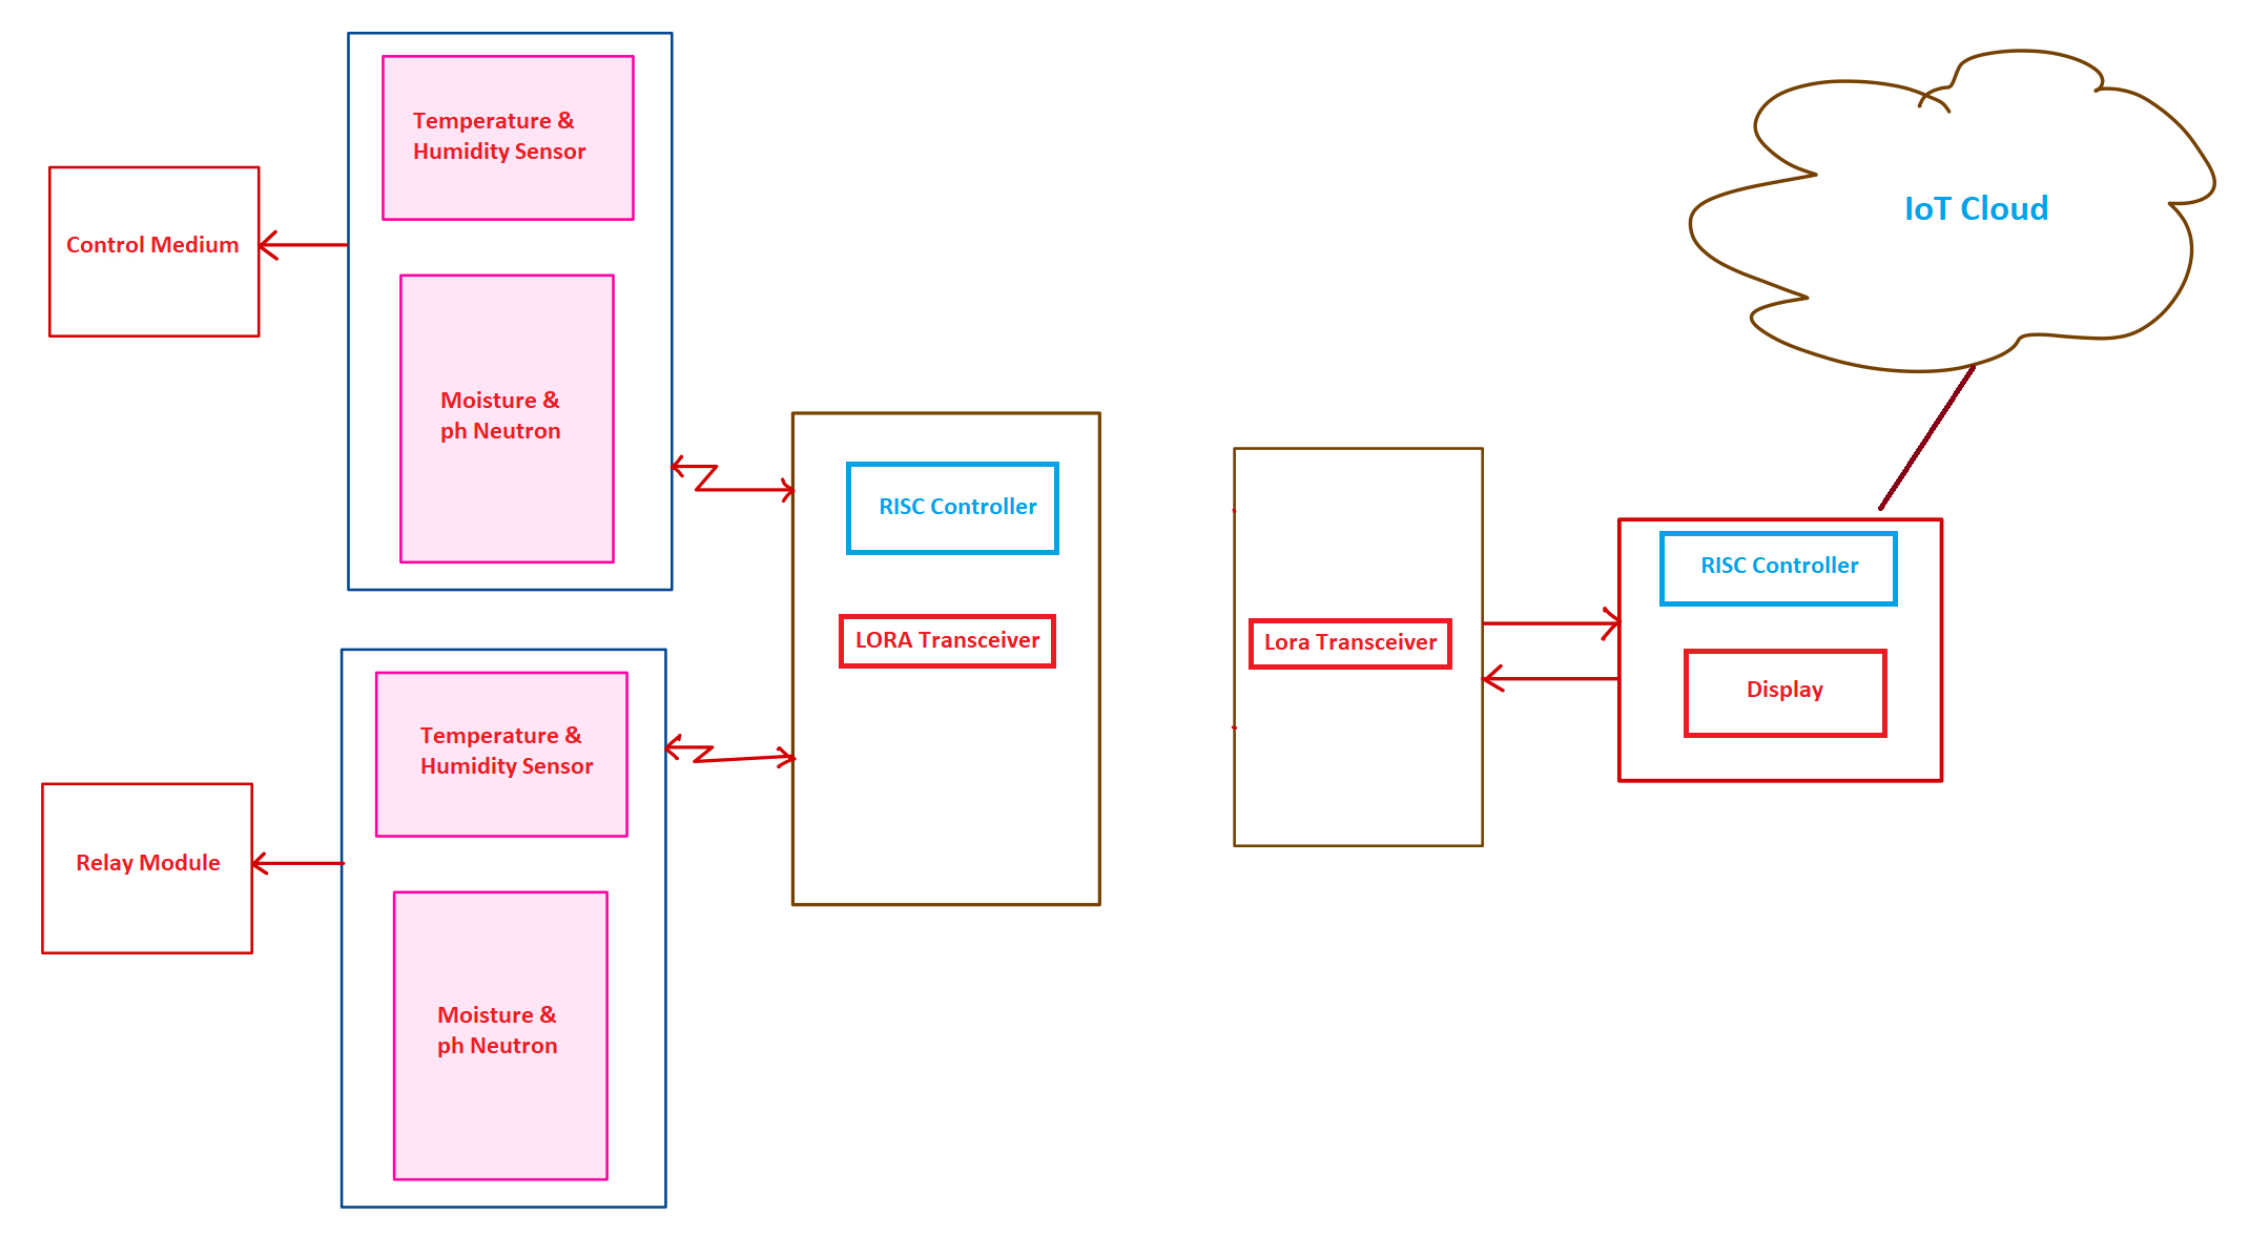 Temperature &
Humidity Sensor
Control Medium
Moisture &
ph Neutron
IoT Cloud
RISC Controller
LORA Transceiver
Lora Transceiver
RISC Controller
Display
Temperature &
Humidity Sensor
Relay Module
Moisture &
ph Neutron